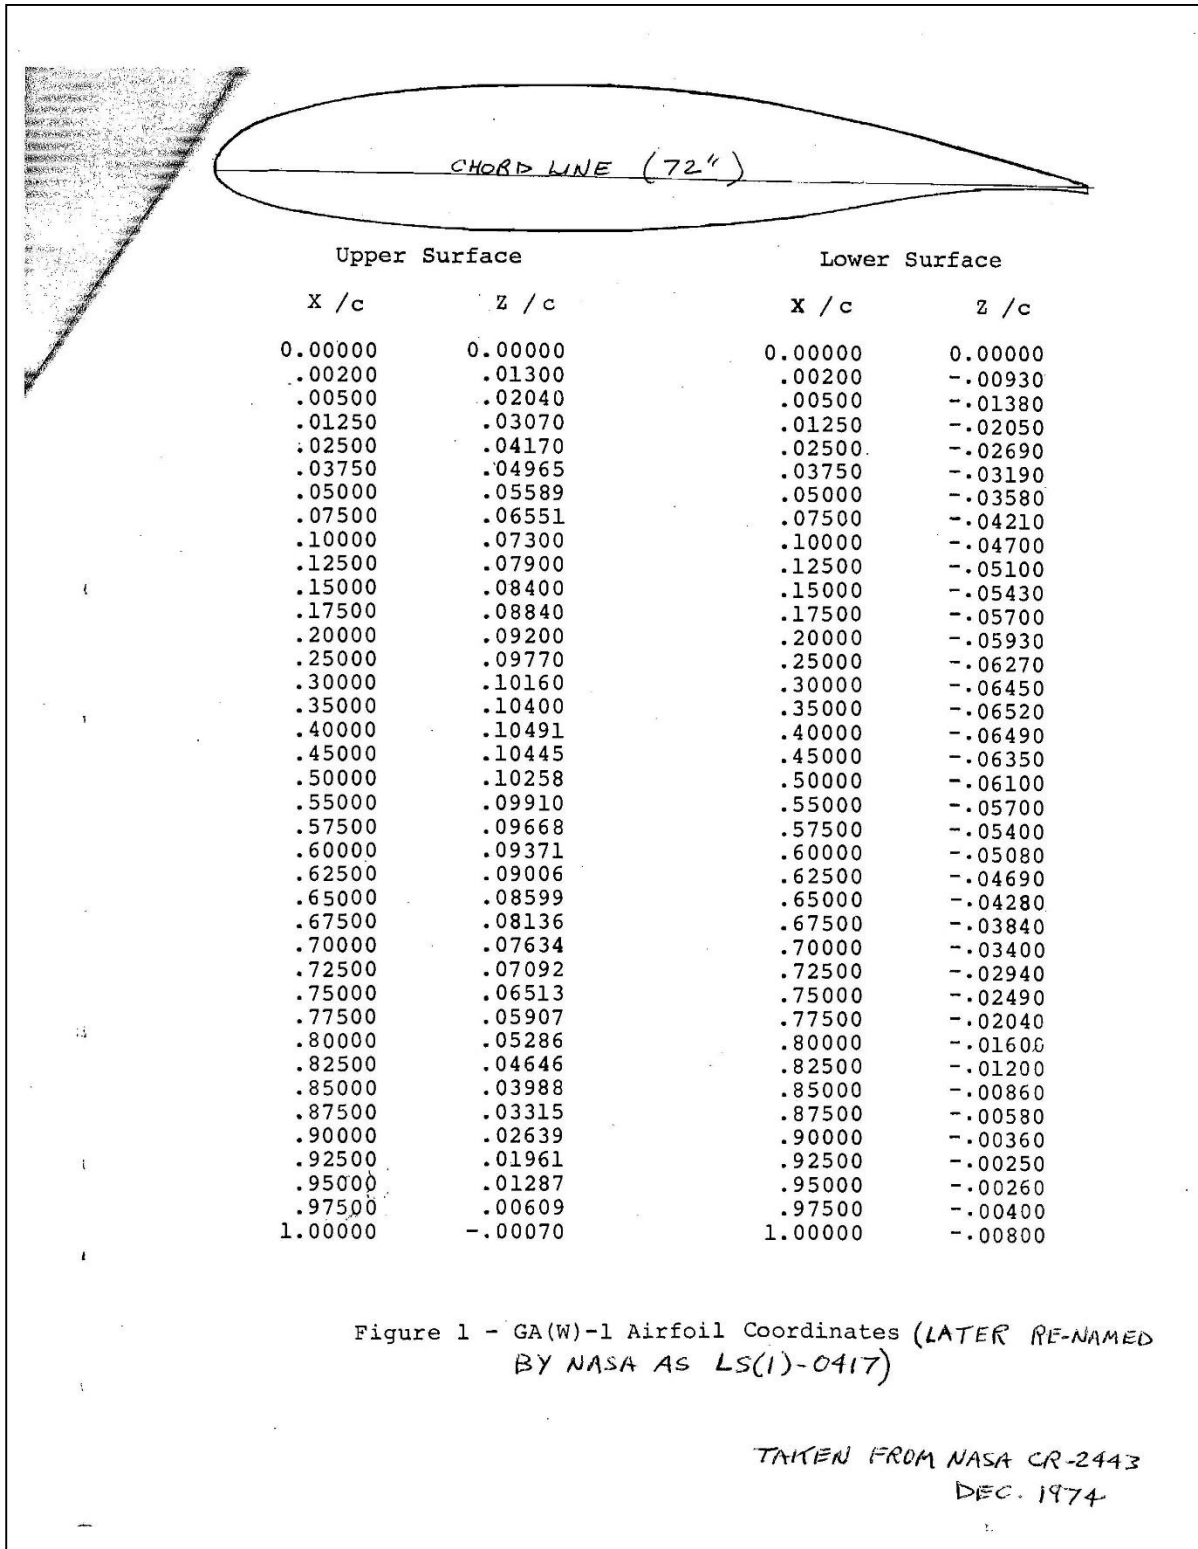 CHORD LINE (72")
Upper Surface Lower Surface
X /c Z /c X /c Z /c
0.00000 0.00000 0.00000 0.00000
.00200 .01300 .00200 -.00930
.00500 .02040 .00500 -.01380
.01250 .03070 .01250 -.02050
.02500 .04170 .02500 -.02690
.03750 .04965 .03750 -.03190
.05000 .05589 .05000 -.03580
.07500 .06551 .07500 -.04210
.10000 .07300 .10000 -.04700
.12500 .07900 .12500 -.05100
.15000 .08400 .15000 -.05430
.17500 .08840 .17500 -.05700
.20000 .09200 .20000 -.05930
.25000 .09770 .25000 -.06270
.30000 .10160 .30000 -.06450
.35000 .10400 .35000 -.06520
.40000 .10491 .40000 -.06490
.45000 .10445 .45000 -.06350
.50000 .10258 .50000 -.06100
.55000 .09910 .55000 -.05700
.57500 .09668 .57500 -.05400
.60000 .09371 .60000 -.05080
.62500 .09006 .62500 -.04690
.65000 .08599 .65000 -.04280
.67500 .08136 .67500 -.03840
.70000 .07634 .70000 -.03400
.72500 .07092 .72500 -.02940
.75000 .06513 .75000 -.02490
.77500 .05907 .77500 -.02040
.80000 .05286 .80000 -.01600
.82500 .04646 .82500 -.01200
.85000 .03988 .85000 -.00860
.87500 .03315 .87500 -.00580
.90000 .02639 .90000 -.00360
.92500 .01961 .92500 -.00250
.95000 .01287 .95000 -.00260
.97500 .00609 .97500 -.00400
1.00000 -.00070 1.00000 -.00800
Figure 1 - GA(W)-1 Airfoil Coordinates (LATER RE-NAMED
BY NASA AS LS(1)-0417)
TAKEN FROM NASA CR-2443
DEC. 1974